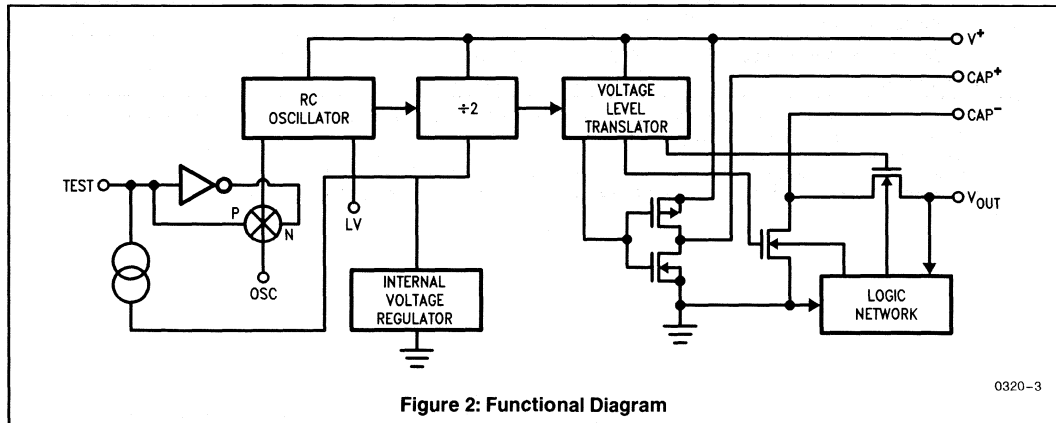 V+
CAP+
CAP-
RC
OSCILLATOR
÷2
VOLTAGE
LEVEL
TRANSLATOR
TEST
P
N
LV
OSC
VOUT
INTERNAL
VOLTAGE
REGULATOR
LOGIC
NETWORK
0320-3
Figure 2: Functional Diagram